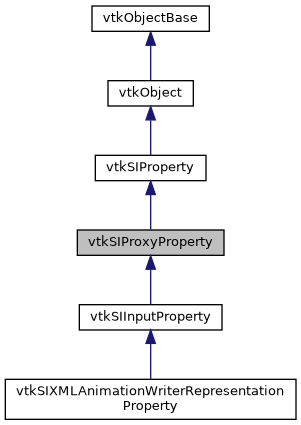 vtkObjectBase
vtkObject
vtkSIProperty
vtkSIProxyProperty
vtkSIInputProperty
vtkSIXMLAnimationWriterRepresentation
Property